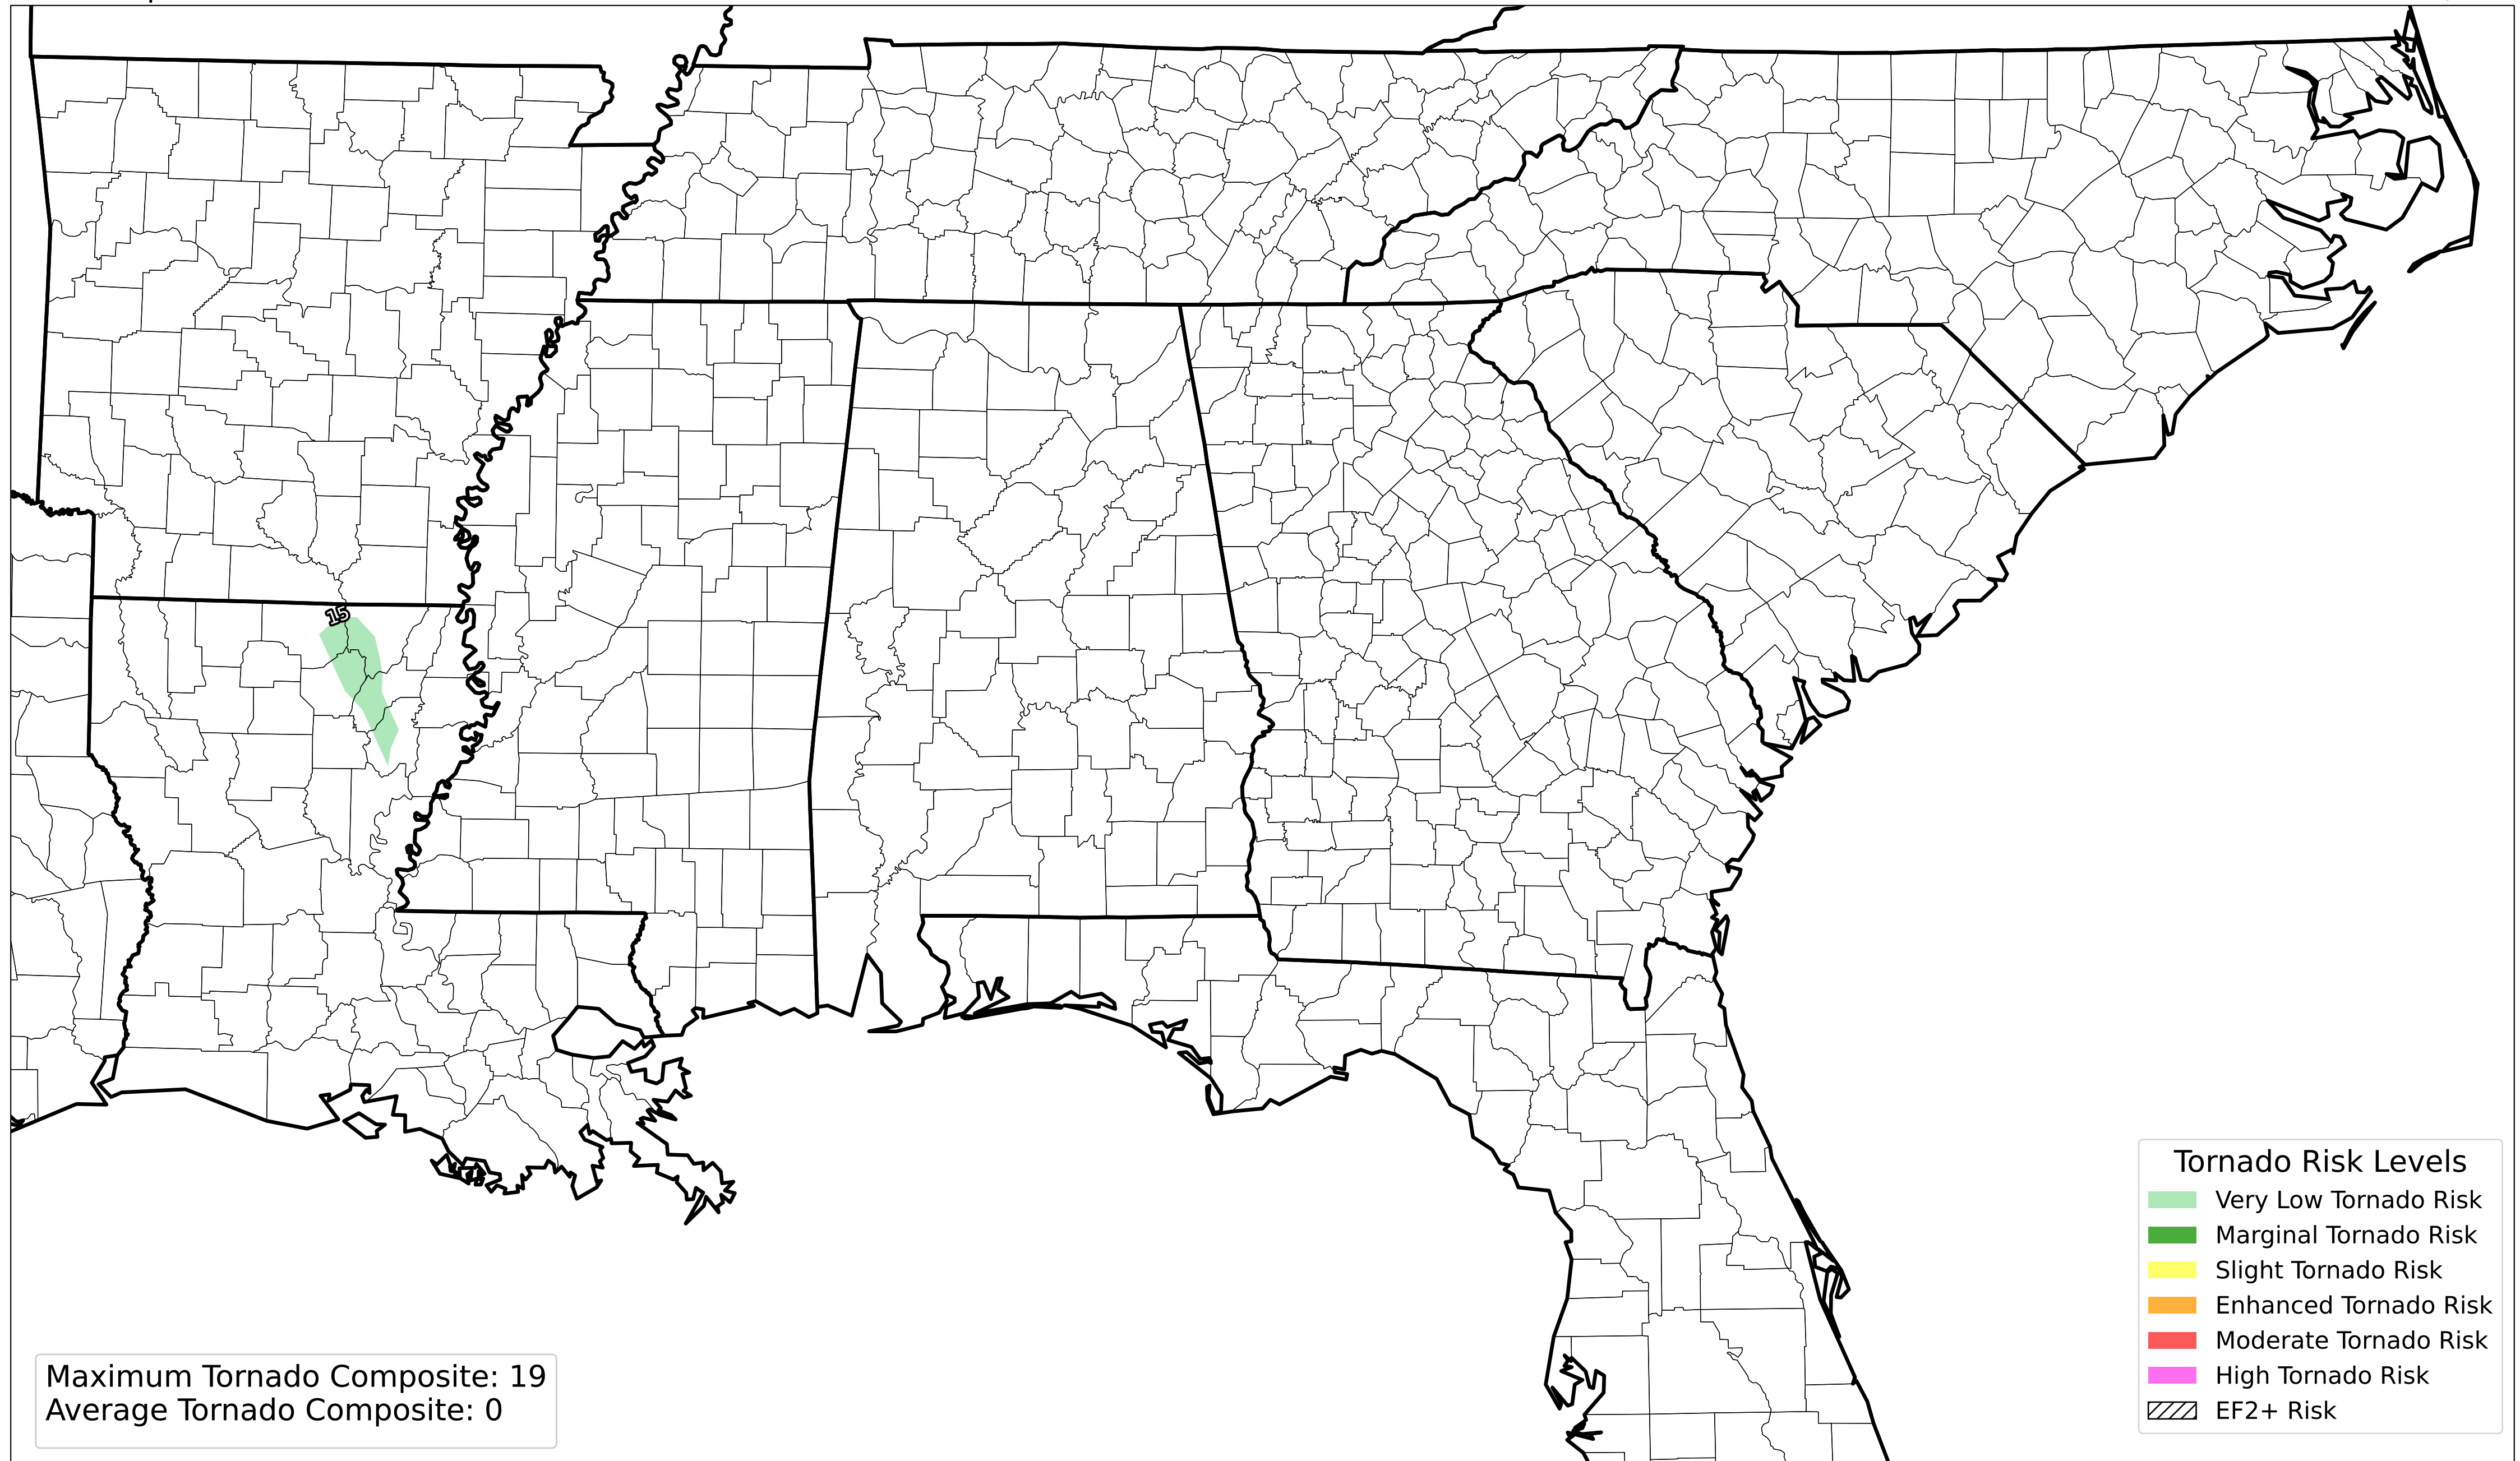 15
Tornado Risk Levels
Very Low Tornado Risk
Marginal Tornado Risk
Slight Tornado Risk
Enhanced Tornado Risk
Moderate Tornado Risk
High Tornado Risk
EF2+ Risk
Maximum Tornado Composite: 19
Average Tornado Composite: 0